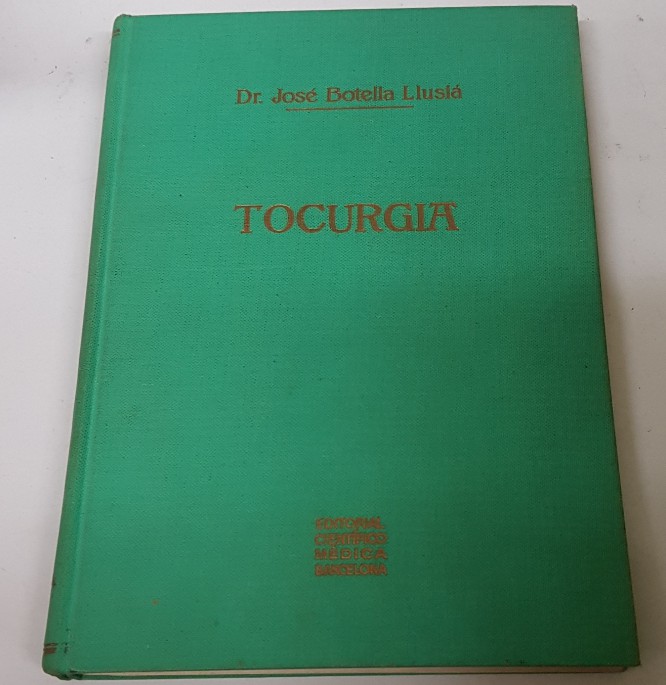 Dr. José Botella Llusiá
TOCURGIA
EDITORIAL
CIENTÍFICO
MÉDICA
BARCELONA